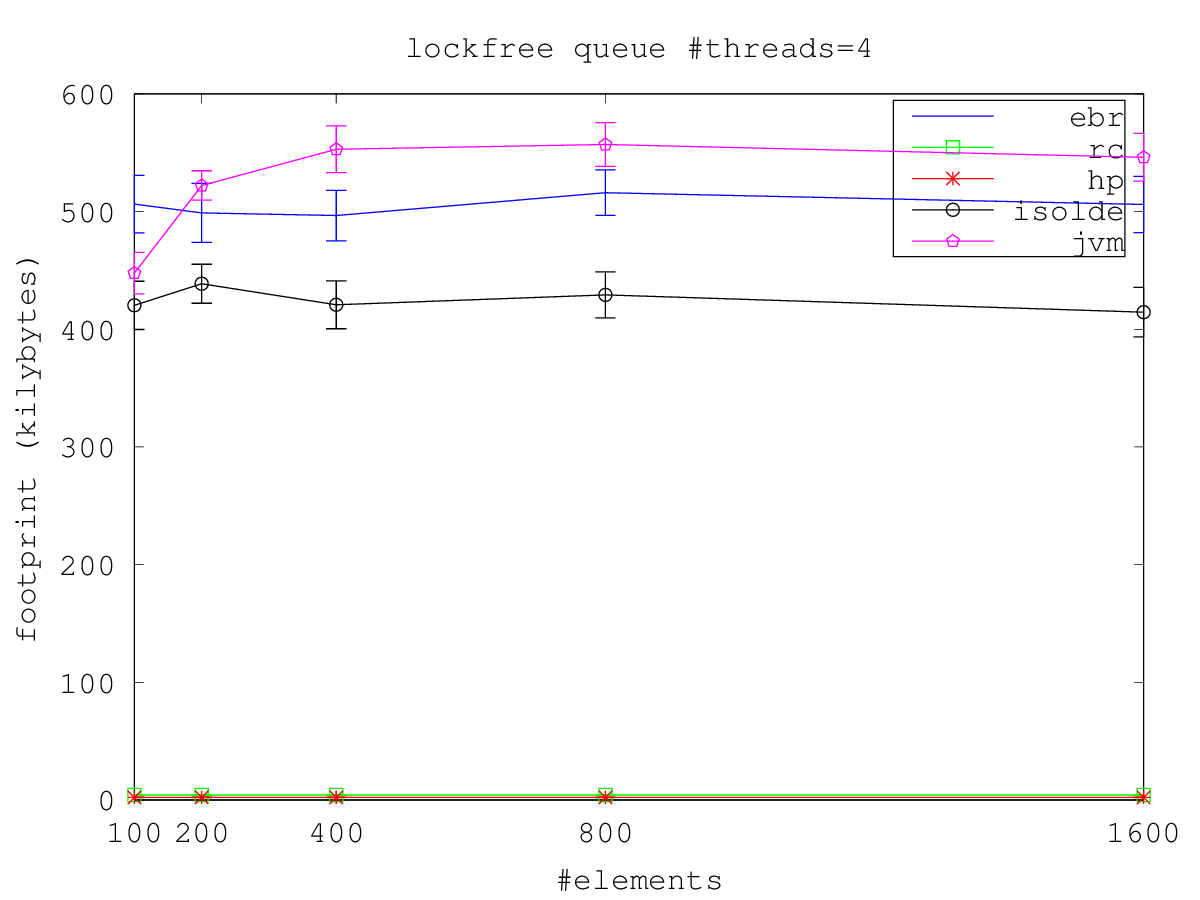 lockfree queue #threads=4
600
500
400
300
200
100
0
footprint (kilybytes)
ebr
rc
hp
isolde
jvm
100 200 400 800 1600
#elements